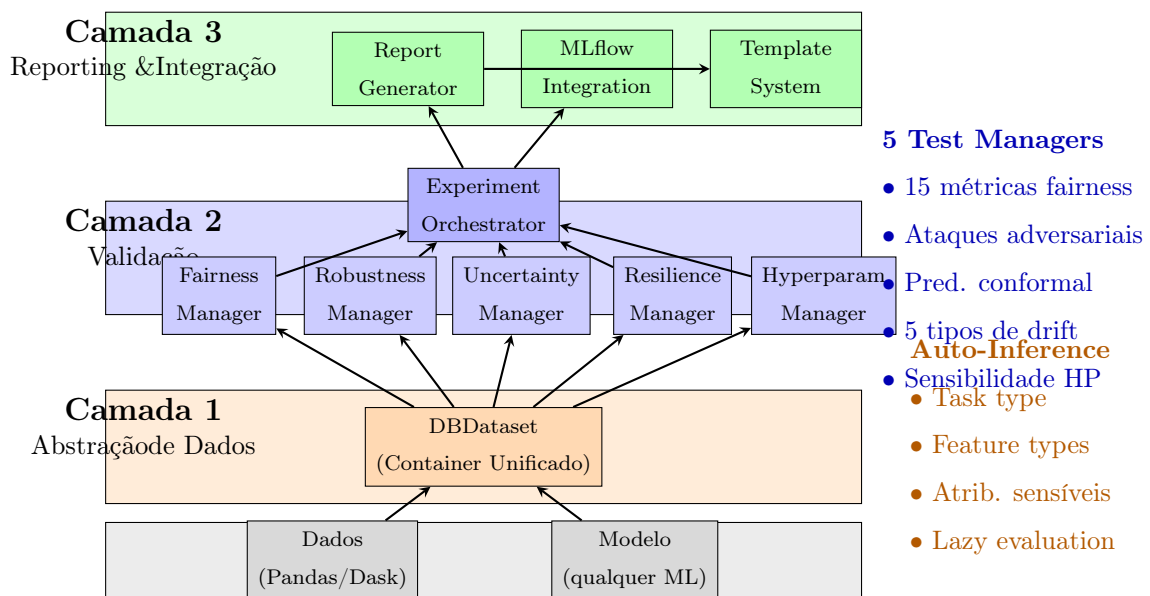 Camada 3
Reporting &Integração
Report
Generator
MLflow
Integration
Template
System
Experiment
Orchestrator
Camada 2
Validação
Fairness
Manager
Robustness
Manager
Uncertainty
Manager
Resilience
Manager
Hyperparam
Manager
5 Test Managers
• 15 métricas fairness
• Ataques adversariais
• Pred. conformal
• 5 tipos de drift
• Sensibilidade HP
Auto-Inference
• Task type
• Feature types
• Atrib. sensíveis
• Lazy evaluation
Camada 1
Abstraçãode Dados
DBDataset
(Container Unificado)
Dados
(Pandas/Dask)
Modelo
(qualquer ML)